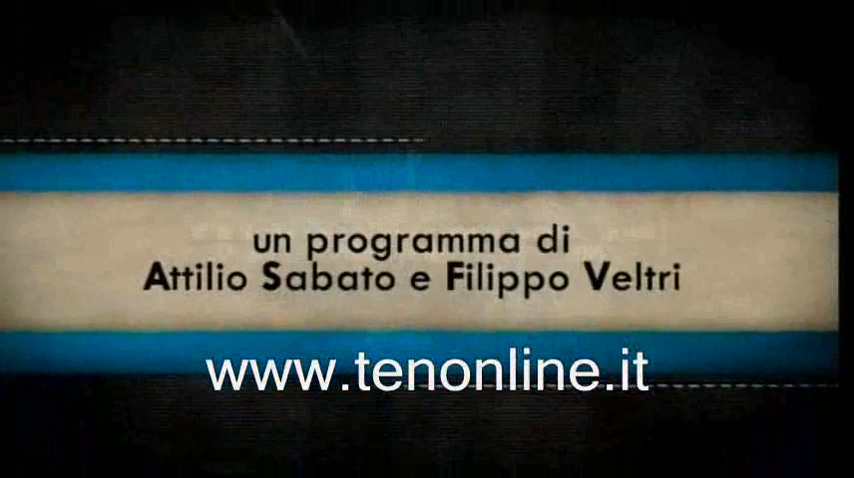 un programma di
Attilio Sabato e Filippo Veltri
www.tenonline.it